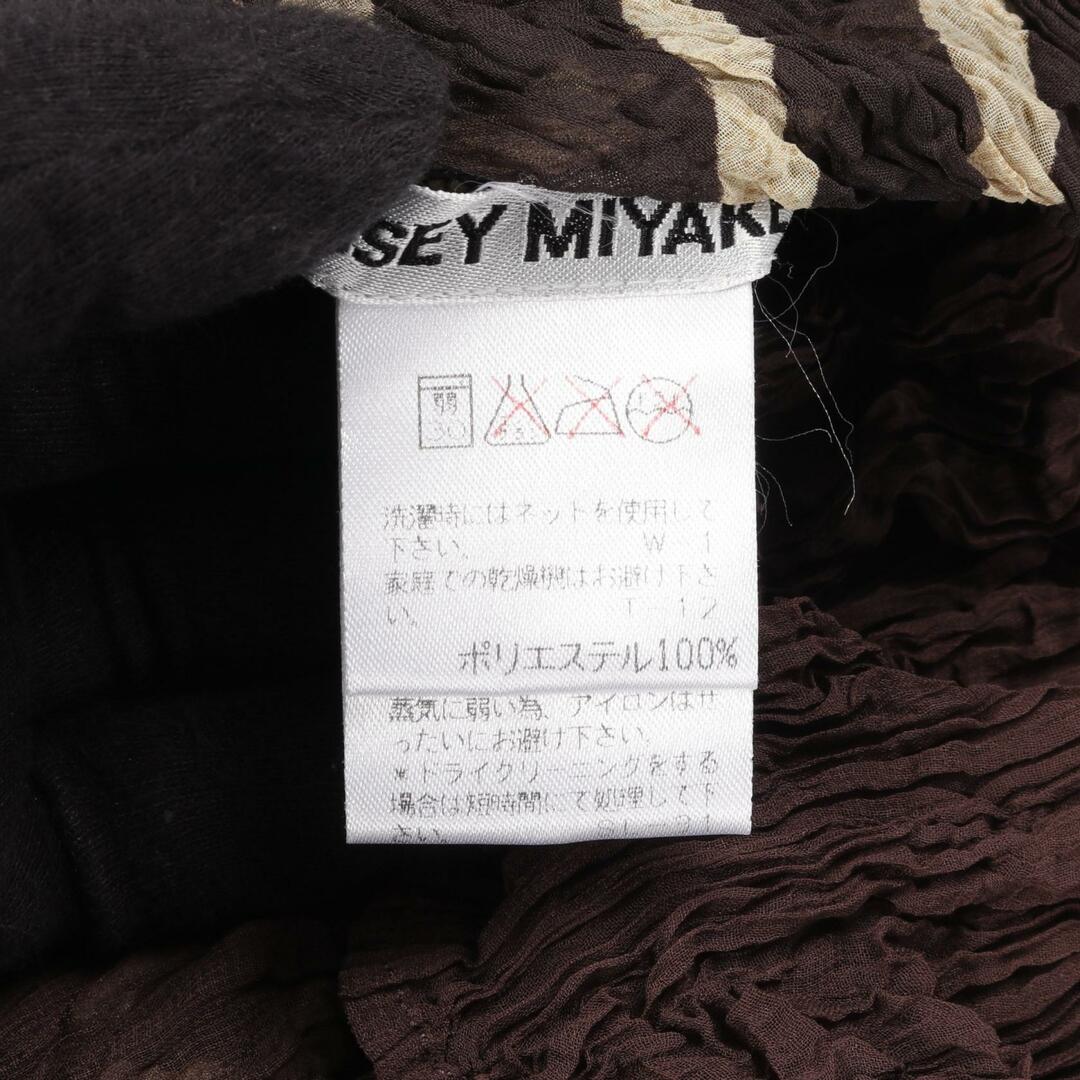 SEY MIYAKE
弱
30
洗濯時にはネットを使用して
下さい。 W-1
家庭での乾燥機はお避け下さ
い。 T-12
ポリエステル100%
蒸気に弱い為、アイロンはぜ
ったいにお避け下さい。
*ドライクリーニングをする
場合は短時間にて処理して下
さい。